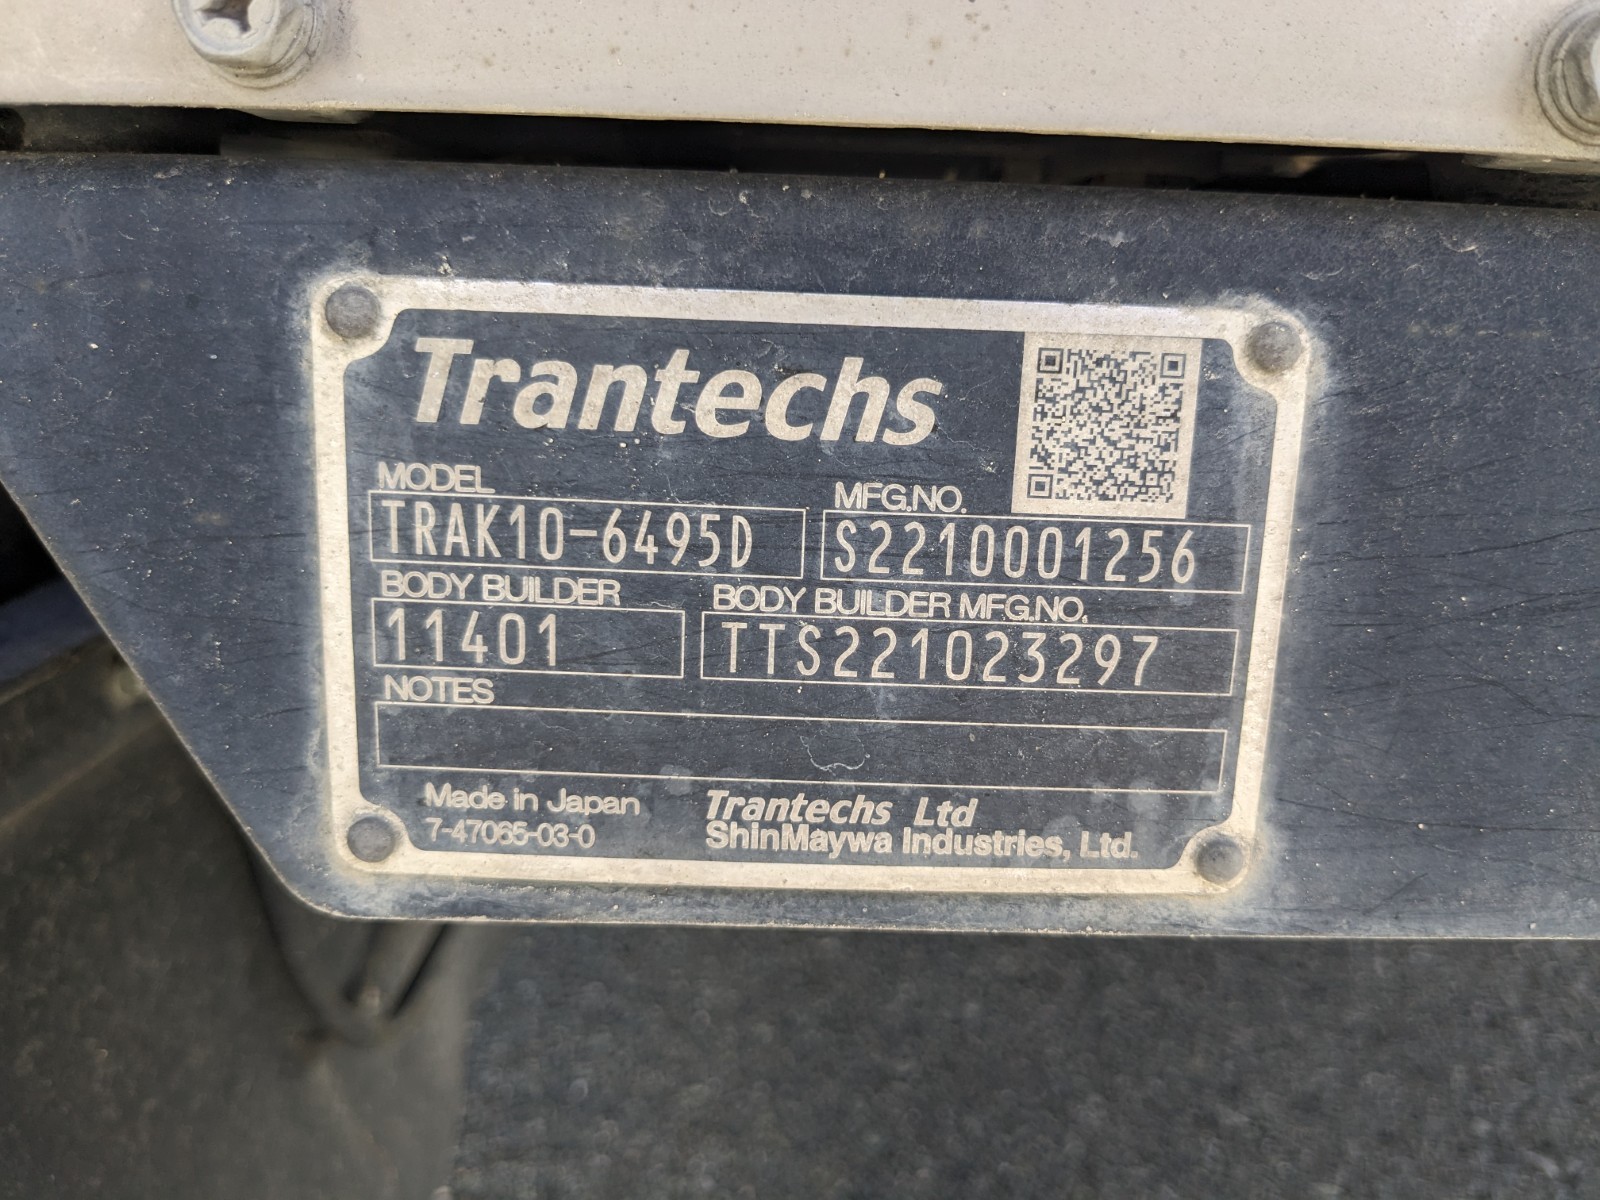 Trantechs
MODEL
TRAK10-6495D
MFG.NO.
S2210001256
BODY BUILDER
11401
BODY BUILDER MFG.NO.
TTS221023297
NOTES
Made in Japan
7-47065-03-0
Trantechs Ltd
ShinMaywa Industries, Ltd.